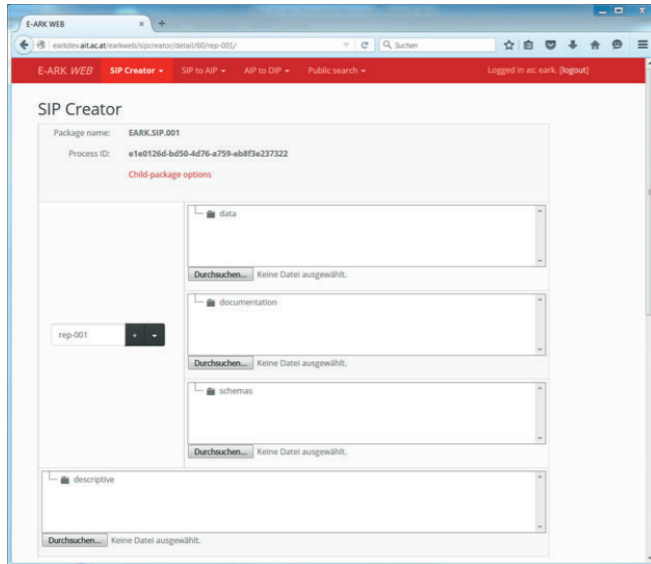 E-ARK WEB
earkdev.ait.ac.at/earkweb/sipcreator/detail/60/rep-001/
Suchen
E-ARK WEB SIP Creator SIP to AIP AIP to DIP Public search Logged in as: eark. [logout]
SIP Creator
Package name: EARK.SIP.001
Process ID: e1e0126d-bd50-4d76-a759-eb8f3e237322
Child-package options
data
Durchsuchen... Keine Datei ausgewählt.
documentation
rep-001 + -
Durchsuchen... Keine Datei ausgewählt.
schemas
Durchsuchen... Keine Datei ausgewählt.
descriptive
Durchsuchen... Keine Datei ausgewählt.